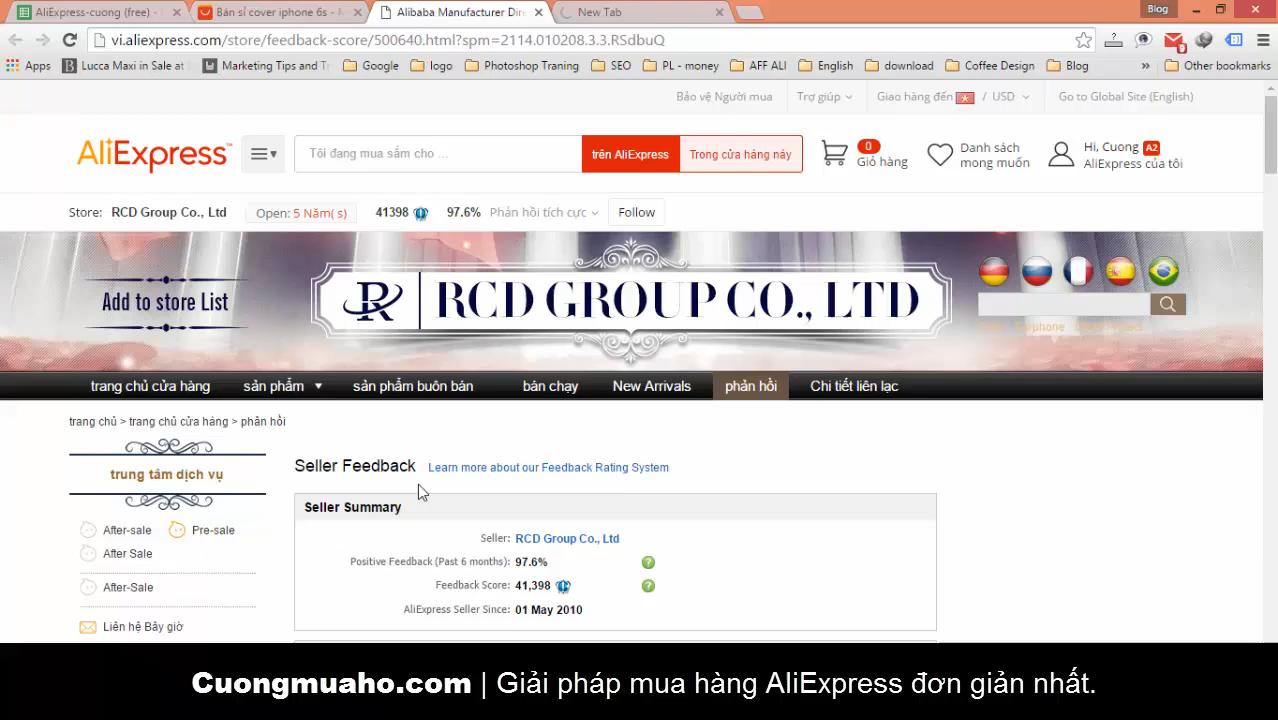 AliExpress-cuong (free) -
Bán sỉ cover iphone 6s - M
Alibaba Manufacturer Dire
New Tab
Blog
vi.aliexpress.com/store/feedback-score/500640.html?spm=2114.010208.3.3.RSdbuQ
Apps
Lucca Maxi in Sale at
Marketing Tips and Tr
Google
logo
Photoshop Traning
SEO
PL - money
AFF ALI
English
download
Coffee Design
Blog
»
Other bookmarks
Bảo vệ Người mua
Trợ giúp
Giao hàng đến / USD
Go to Global Site (English)
AliExpress™
Tôi đang mua sắm cho ...
trên AliExpress
Trong cửa hàng này
0
Giỏ hàng
Danh sách
mong muốn
Hi, Cuong A2
AliExpress của tôi
Store: RCD Group Co., Ltd
Open: 5 Năm( s)
41398
97.6% Phản hồi tích cực
Follow
Add to store List
R RCD GROUP CO., LTD
trang chủ cửa hàng
sản phẩm
sản phẩm buôn bán
bán chạy
New Arrivals
phản hồi
Chi tiết liên lạc
trang chủ > trang chủ cửa hàng > phản hồi
trung tâm dịch vụ
After-sale
Pre-sale
After Sale
After-Sale
Liên hệ Bây giờ
Seller Feedback
Learn more about our Feedback Rating System
Seller Summary
Seller: RCD Group Co., Ltd
Positive Feedback (Past 6 months): 97.6%
Feedback Score: 41,398
AliExpress Seller Since: 01 May 2010
Cuongmuaho.com | Giải pháp mua hàng AliExpress đơn giản nhất.